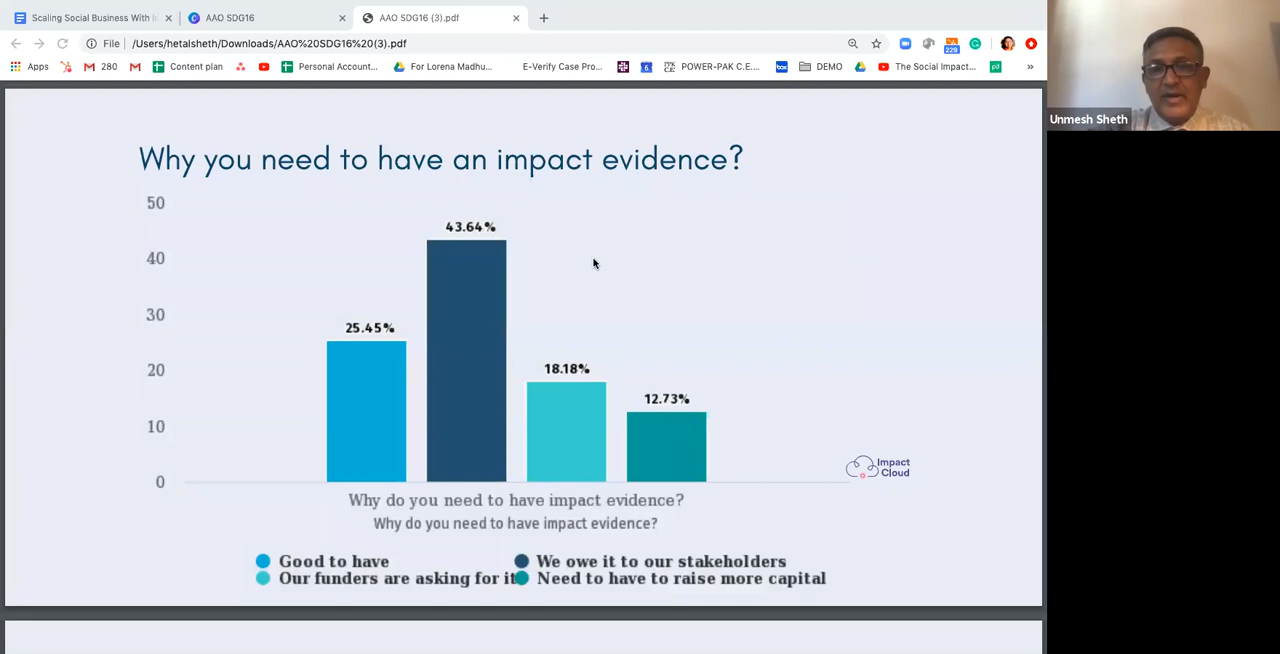 Scaling Social Business With
AAO SDG16
AAO SDG16 (3).pdf
File
/Users/hetalsheth/Downloads/AAO%20SDG16%20(3).pdf
229
Apps
280
Content plan
Personal Account...
For Lorena Madhu...
E-Verify Case Pro...
6
POWER-PAK C.E....
box
DEMO
The Social Impact...
»
Unmesh Sheth
Why you need to have an impact evidence?
50
40
30
20
10
0
25.45%
43.64%
18.18%
12.73%
Impact
Cloud
Why do you need to have impact evidence?
Why do you need to have impact evidence?
Good to have
We owe it to our stakeholders
Our funders are asking for it
Need to have to raise more capital